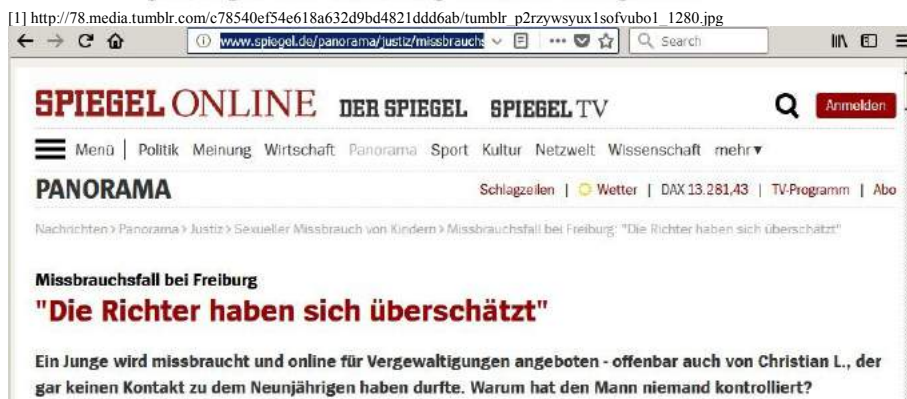 [1] http://78.media.tumblr.com/c78540ef54e618a632d9bd4821ddd6ab/tumblr_p2rzywsyux1sofvubo1_1280.jpg
www.spiegel.de/panorama/justiz/missbrauchs Search
SPIEGEL ONLINE DER SPIEGEL SPIEGEL TV Anmelden
Menü | Politik Meinung Wirtschaft Panorama Sport Kultur Netzwelt Wissenschaft mehr▼
PANORAMA Schlagzeilen | Wetter | DAX 13.281,43 | TV-Programm | Abo
Nachrichten > Panorama > Justiz > Sexueller Missbrauch von Kindern > Missbrauchsfall bei Freiburg: "Die Richter haben sich überschätzt"
Missbrauchsfall bei Freiburg
"Die Richter haben sich überschätzt"
Ein Junge wird missbraucht und online für Vergewaltigungen angeboten - offenbar auch von Christian L., der
gar keinen Kontakt zu dem Neunjährigen haben durfte. Warum hat den Mann niemand kontrolliert?